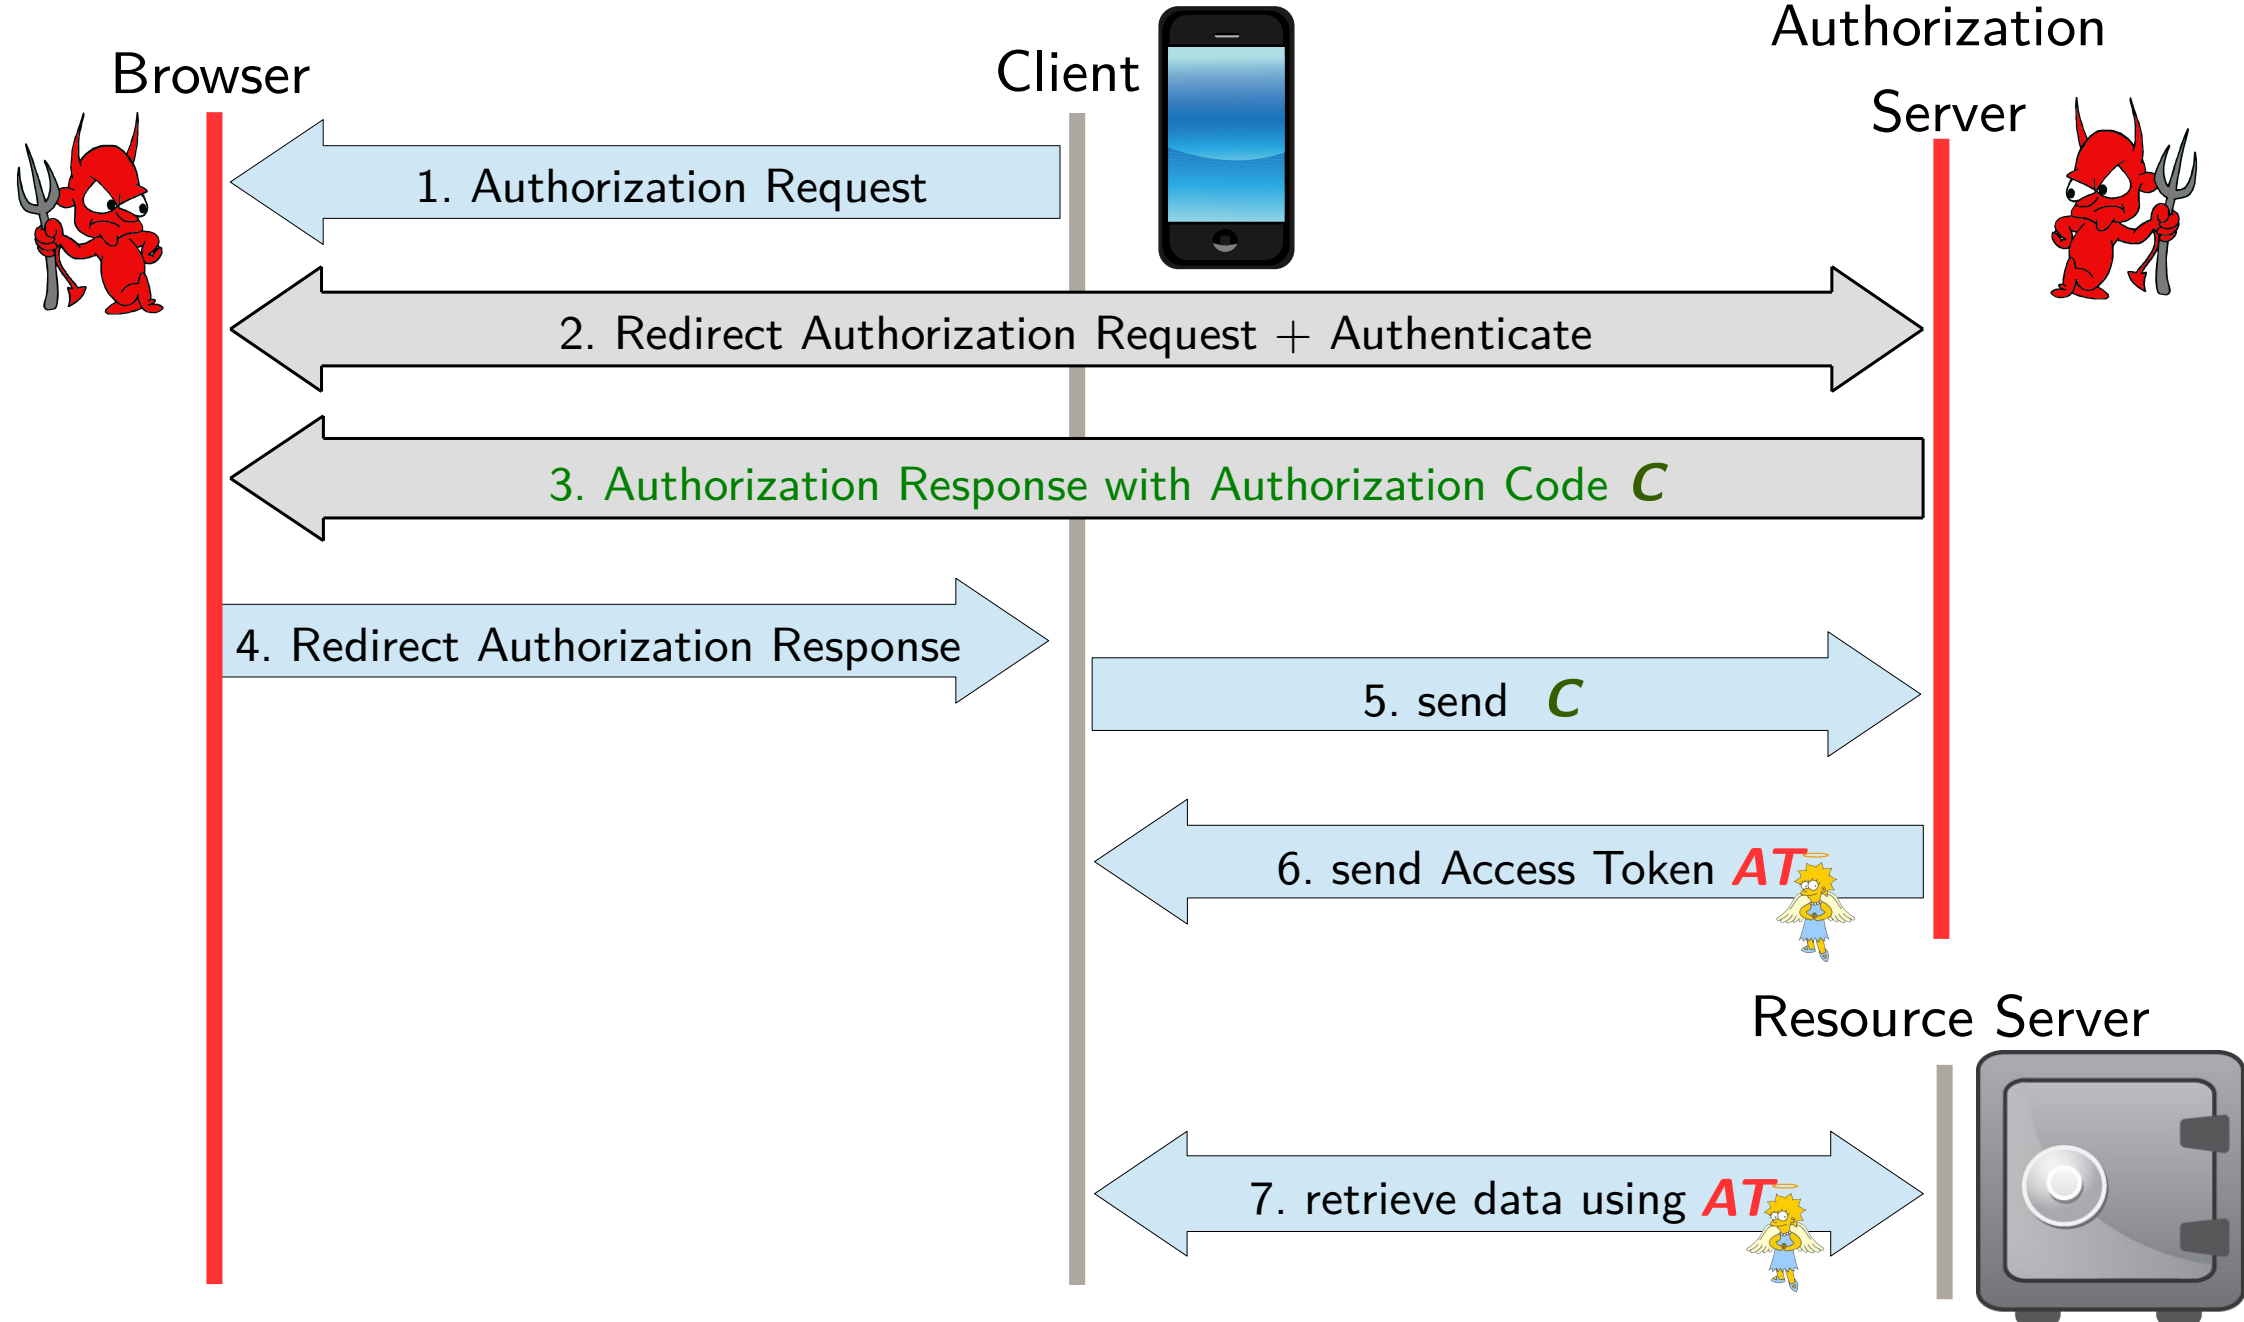 Browser
Client
Authorization
Server
1. Authorization Request
2. Redirect Authorization Request + Authenticate
3. Authorization Response with Authorization Code C
4. Redirect Authorization Response
5. send C
6. send Access Token AT
Resource Server
7. retrieve data using AT